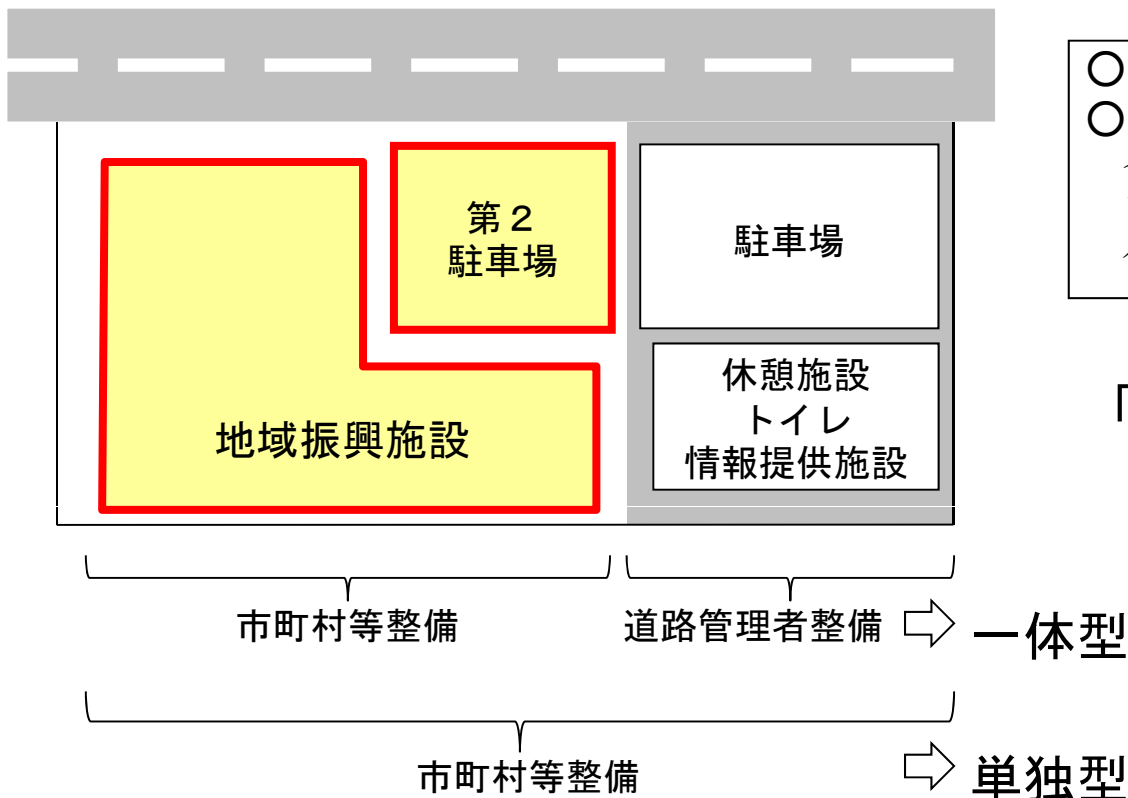 ○
○
第２
駐車場
駐車場
休憩施設
トイレ
情報提供施設
地域振興施設
「
市町村等整備
道路管理者整備
一体型
市町村等整備
単独型